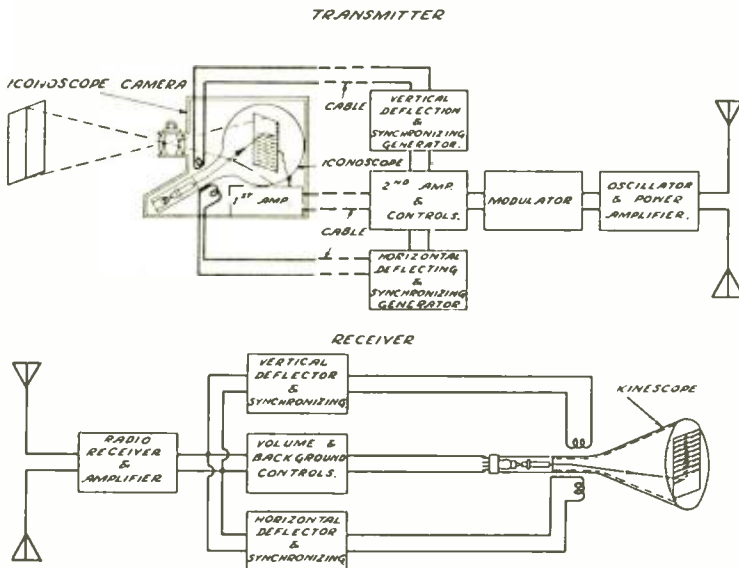 TRANSMITTER
ICONOSCOPE CAMERA
CABLE
VERTICAL
DEFLECTION
&
SYNCHRONIZING
GENERATOR.
ICONOSCOPE
1ST AMP
2ND AMP.
&
CONTROLS.
MODULATOR
OSCILLATOR
& POWER
AMPLIFIER.
CABLE
HORIZONTAL
DEFLECTING
&
SYNCHRONIZING
GENERATOR
RECEIVER
VERTICAL
DEFLECTOR
&
SYNCHRONIZING
KINESCOPE
RADIO
RECEIVER
&
AMPLIFIER
VOLUME &
BACKGROUND
CONTROLS.
HORIZONTAL
DEFLECTOR
&
SYNCHRONIZING